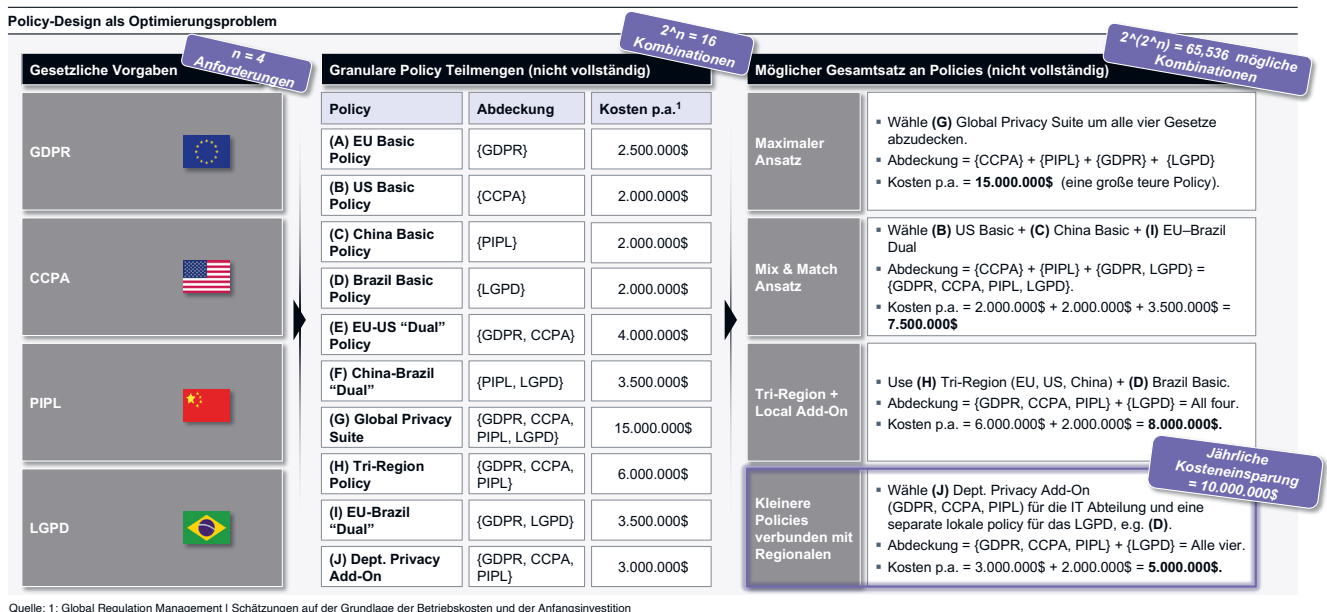 Policy-Design als Optimierungsproblem
Gesetzliche Vorgaben
n = 4
Anforderungen
GDPR
CCPA
PIPL
LGPD
Granulare Policy Teilmengen (nicht vollständig)
2^n = 16
Kombinationen
Policy
Abdeckung
Kosten p.a.1
(A) EU Basic
Policy
{GDPR}
2.500.000$
(B) US Basic
Policy
{CCPA}
2.000.000$
(C) China Basic
Policy
{PIPL}
2.000.000$
(D) Brazil Basic
Policy
{LGPD}
2.000.000$
(E) EU-US “Dual”
Policy
{GDPR, CCPA}
4.000.000$
(F) China-Brazil
“Dual”
{PIPL, LGPD}
3.500.000$
(G) Global Privacy
Suite
{GDPR, CCPA,
PIPL, LGPD}
15.000.000$
(H) Tri-Region
Policy
{GDPR, CCPA,
PIPL}
6.000.000$
(I) EU-Brazil
“Dual”
{GDPR, LGPD}
3.500.000$
(J) Dept. Privacy
Add-On
{GDPR, CCPA,
PIPL}
3.000.000$
Möglicher Gesamtsatz an Policies (nicht vollständig)
2^(2^n) = 65,536 mögliche
Kombinationen
Maximaler
Ansatz
▪ Wähle (G) Global Privacy Suite um alle vier Gesetze
abzudecken.
▪ Abdeckung = {CCPA} + {PIPL} + {GDPR} + {LGPD}
▪ Kosten p.a. = 15.000.000$ (eine große teure Policy).
Mix & Match
Ansatz
▪ Wähle (B) US Basic + (C) China Basic + (I) EU–Brazil
Dual
▪ Abdeckung = {CCPA} + {PIPL} + {GDPR, LGPD} =
{GDPR, CCPA, PIPL, LGPD}.
▪ Kosten p.a. = 2.000.000$ + 2.000.000$ + 3.500.000$ =
7.500.000$
Tri-Region +
Local Add-On
▪ Use (H) Tri-Region (EU, US, China) + (D) Brazil Basic.
▪ Abdeckung = {GDPR, CCPA, PIPL} + {LGPD} = All four.
▪ Kosten p.a. = 6.000.000$ + 2.000.000$ = 8.000.000$.
Jährliche
Kosteneinsparung
= 10.000.000$
Kleinere
Policies
verbunden mit
Regionalen
▪ Wähle (J) Dept. Privacy Add-On
(GDPR, CCPA, PIPL) für die IT Abteilung und eine
separate lokale policy für das LGPD, e.g. (D).
▪ Abdeckung = {GDPR, CCPA, PIPL} + {LGPD} = Alle vier.
▪ Kosten p.a. = 3.000.000$ + 2.000.000$ = 5.000.000$.
Quelle: 1: Global Regulation Management | Schätzungen auf der Grundlage der Betriebskosten und der Anfangsinvestition